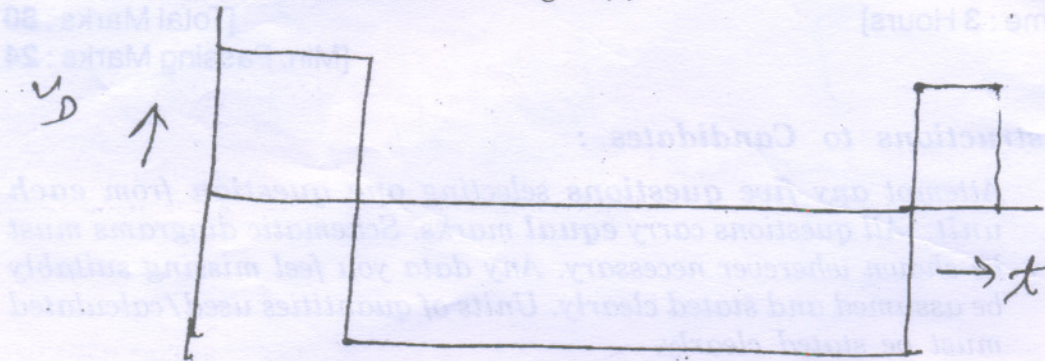 [Total Marks : 80
me : 3 Hours]
[Min. Passing Marks : 24
v_D
structions to Candidates :
Attempt any five questions selecting one question from each
unit. All questions carry equal marks. Schematic diagrams must
be shown wherever necessary. Any data you feel missing suitably
be assumed and stated clearly. Units of quantities used/calculated
must be stated clearly.
t